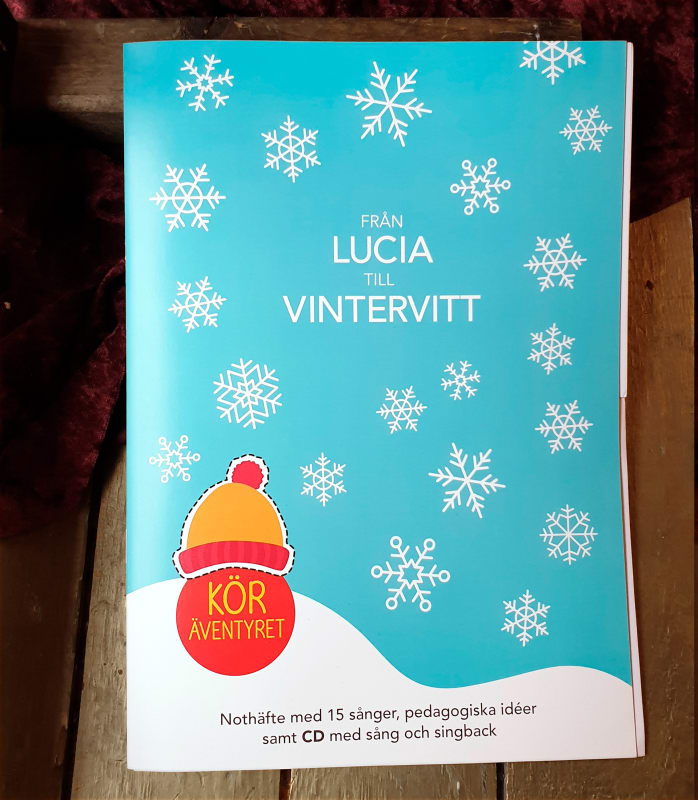 FRÅN
LUCIA
TILL
VINTERVITT
KÖR
ÄVENTYRET
Nothäfte med 15 sånger, pedagogiska idéer
samt CD med sång och singback